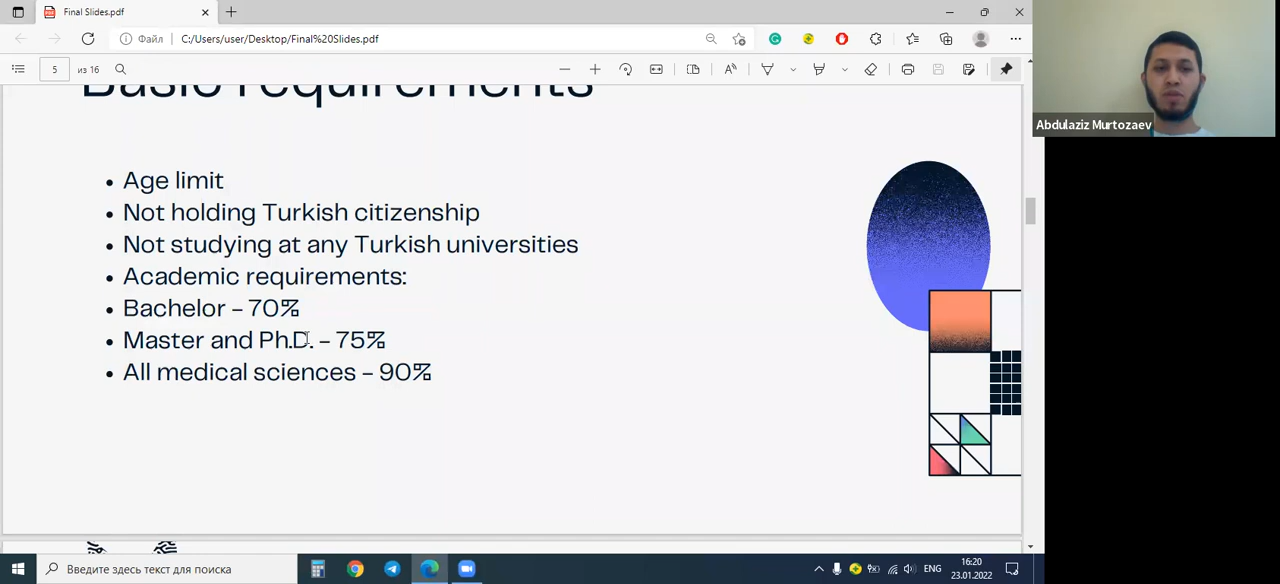 Final Slides.pdf
Файл
C:/Users/user/Desktop/Final%20Slides.pdf
5
из 16
Basic requirements
Abdulaziz Murtozaev
• Age limit
• Not holding Turkish citizenship
• Not studying at any Turkish universities
• Academic requirements:
• Bachelor – 70%
• Master and Ph.D. – 75%
• All medical sciences – 90%
Введите здесь текст для поиска
ENG
16:20
23.01.2022